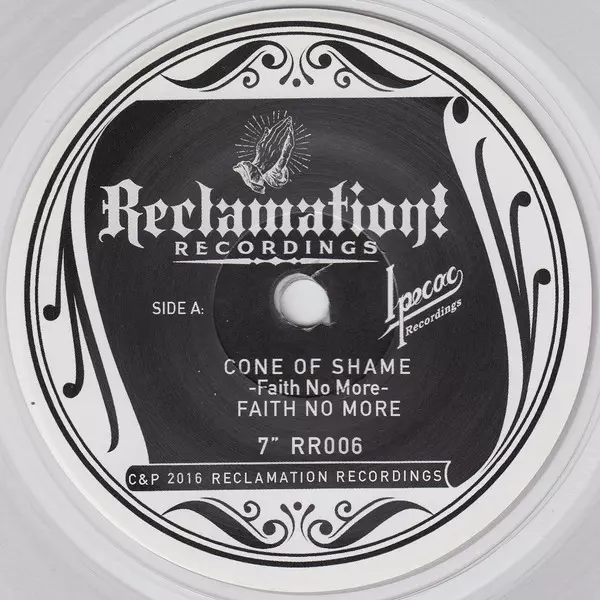 Reclamation!
RECORDINGS
SIDE A:
Ipecac
Recordings
CONE OF SHAME
-Faith No More-
FAITH NO MORE
7” RR006
C&P 2016 RECLAMATION RECORDINGS